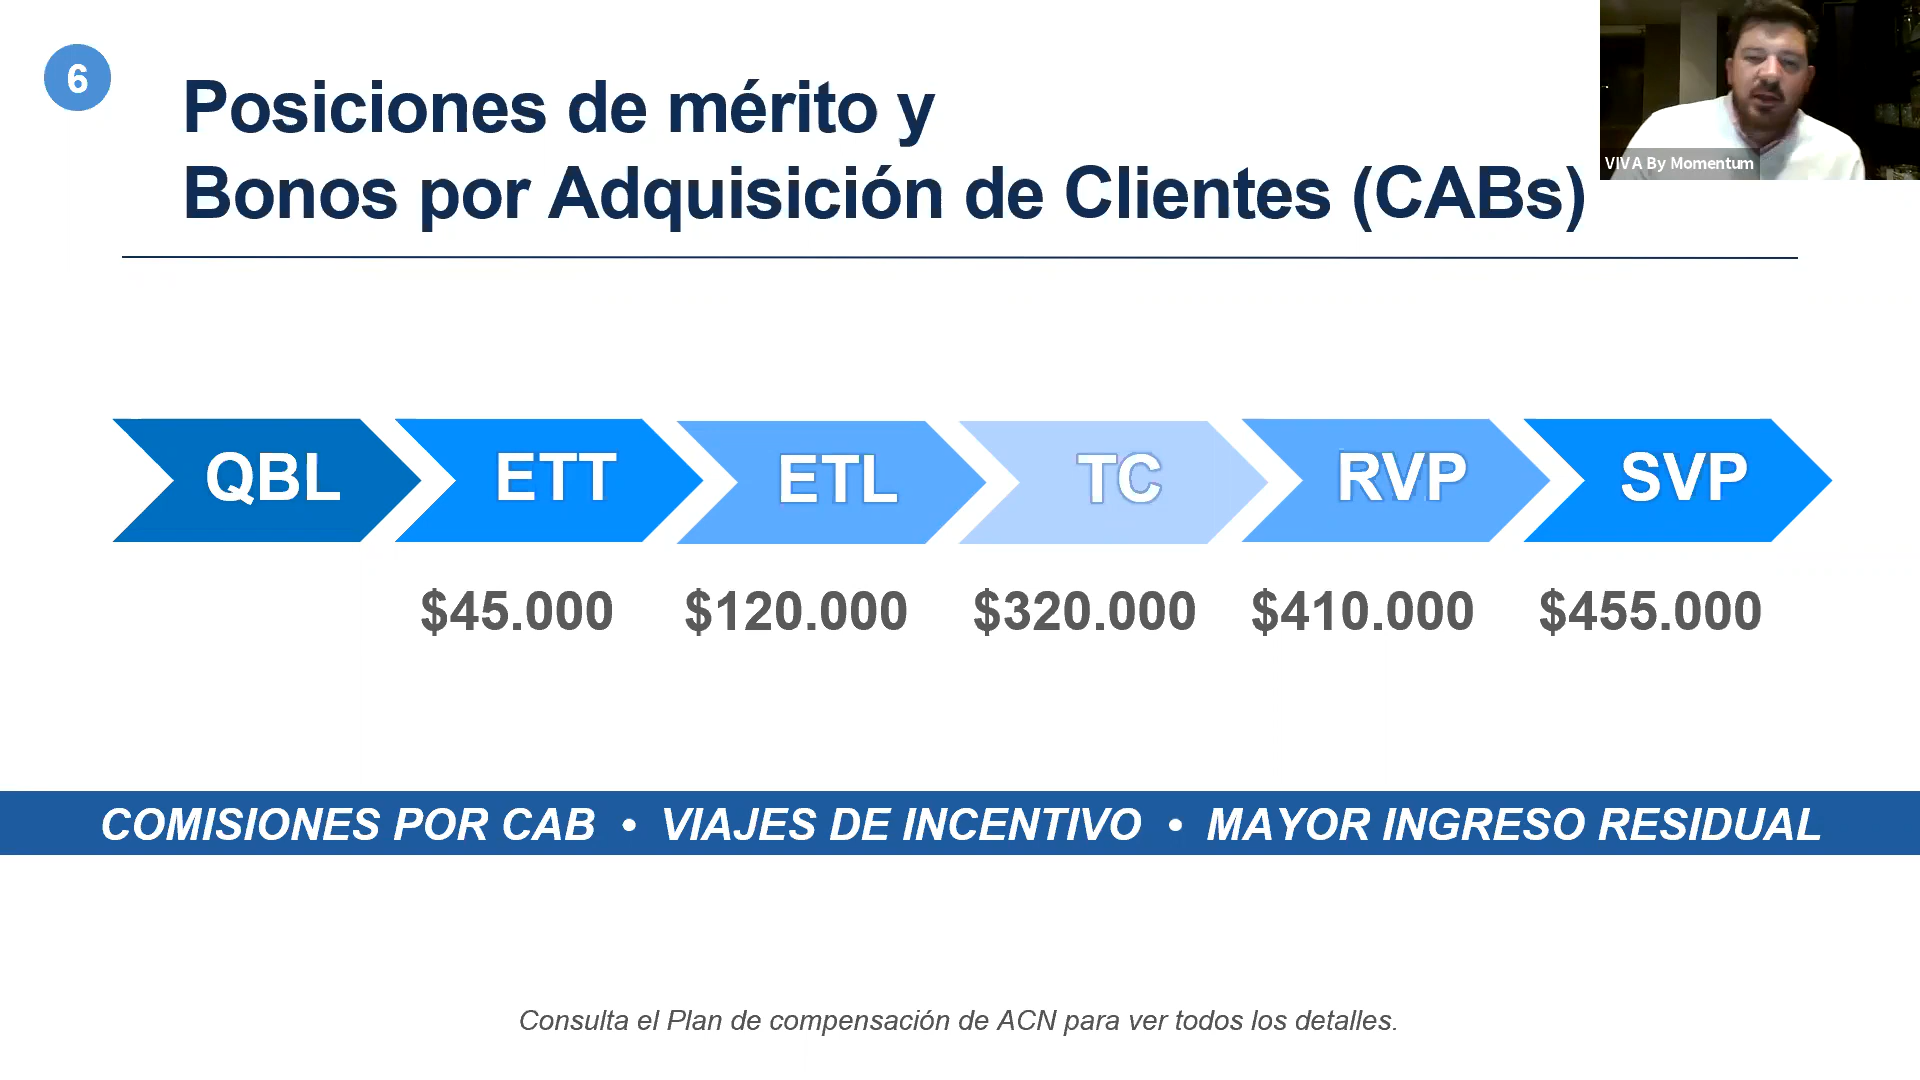 6
Posiciones de mérito y
Bonos por Adquisición de Clientes (CABs)
VIVA By Momentum
QBL ETT ETL TC RVP SVP
$45.000 $120.000 $320.000 $410.000 $455.000
COMISIONES POR CAB • VIAJES DE INCENTIVO • MAYOR INGRESO RESIDUAL
Consulta el Plan de compensación de ACN para ver todos los detalles.